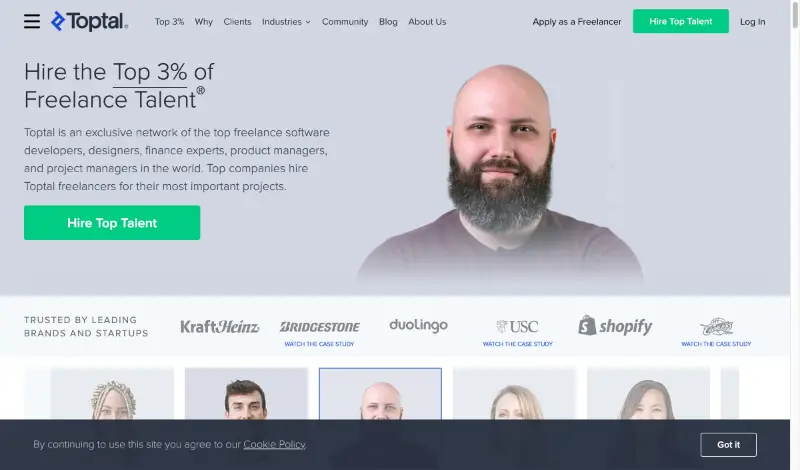 Toptal®
Top 3%
Why
Clients
Industries
Community
Blog
About Us
Apply as a Freelancer
Hire Top Talent
Log In
Hire the Top 3% of
Freelance Talent®
Toptal is an exclusive network of the top freelance software
developers, designers, finance experts, product managers,
and project managers in the world. Top companies hire
Toptal freelancers for their most important projects.
Hire Top Talent
TRUSTED BY LEADING
BRANDS AND STARTUPS
KraftHeinz
BRIDGESTONE
WATCH THE CASE STUDY
duolingo
USC
WATCH THE CASE STUDY
shopify
WATCH THE CASE STUDY
By continuing to use this site you agree to our Cookie Policy.
Got it